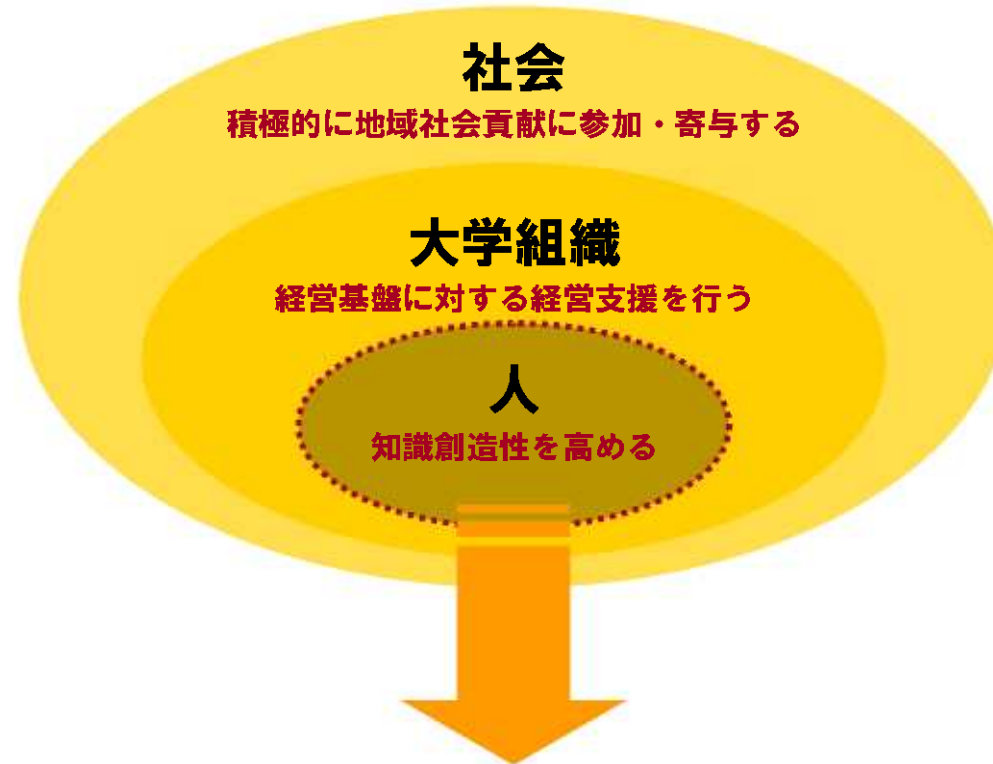 社会
積極的に地域社会貢献に参加・寄与する
大学組織
経営基盤に対する経営支援を行う
人
知識創造性を高める